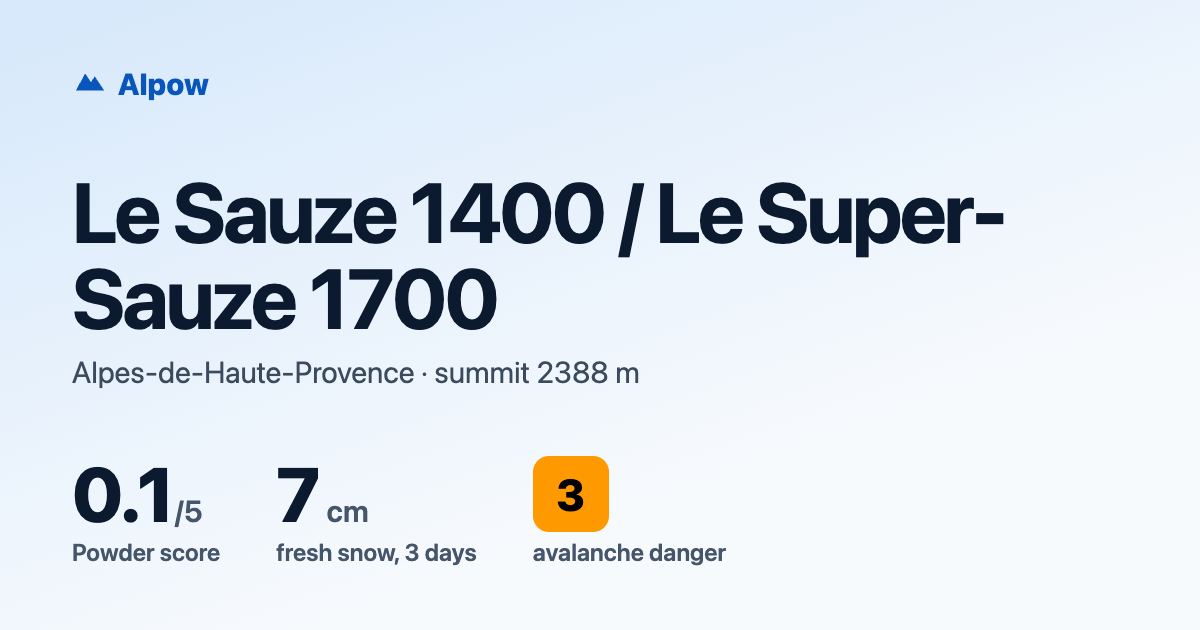 Alpow
Le Sauze 1400 / Le Super-
Sauze 1700
Alpes-de-Haute-Provence · summit 2388 m
0.1/5 7 cm 3
Powder score fresh snow, 3 days avalanche danger